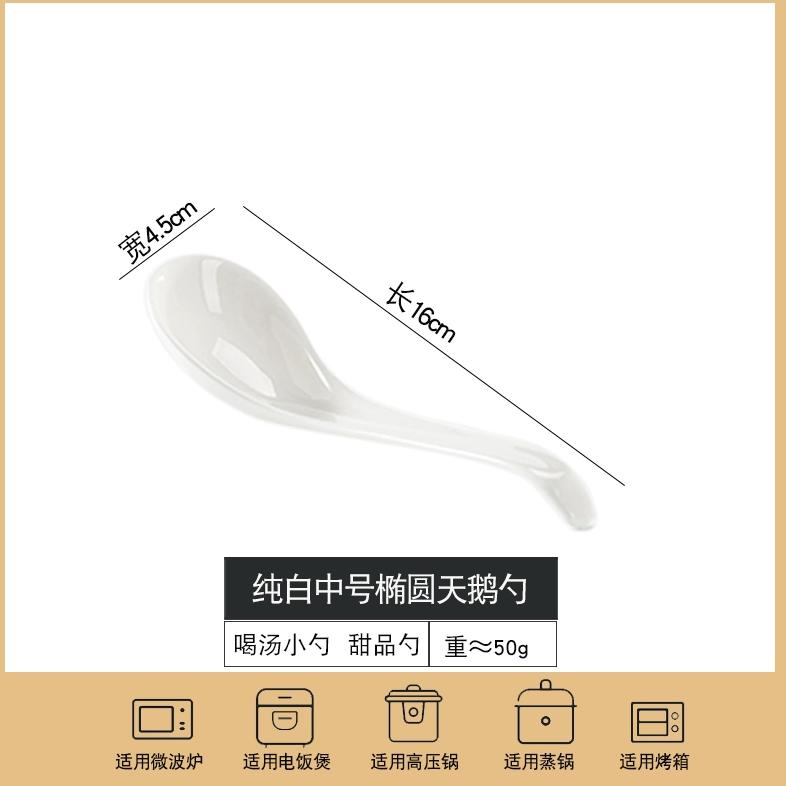 宽4.5cm
长16cm
纯白中号椭圆天鹅勺
喝汤小勺 甜品勺 重≈50g
适用微波炉 适用电饭煲 适用高压锅 适用蒸锅 适用烤箱